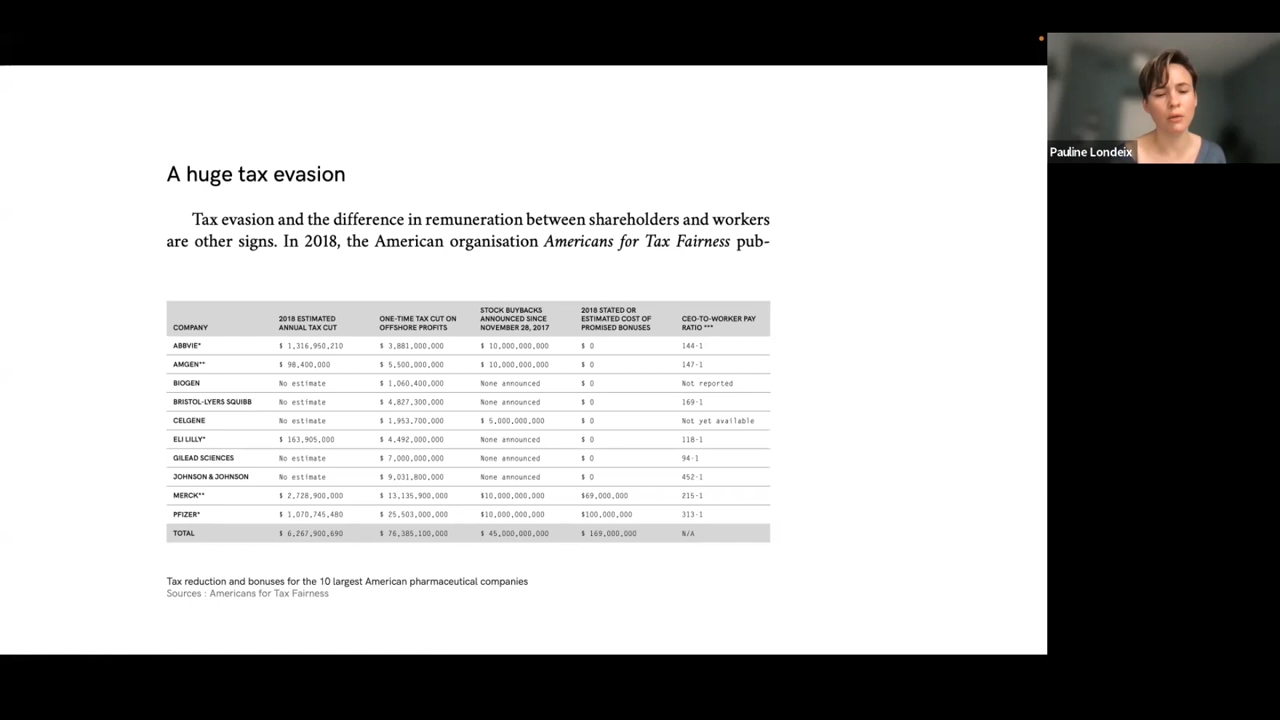 A huge tax evasion
Tax evasion and the difference in remuneration between shareholders and workers
are other signs. In 2018, the American organisation Americans for Tax Fairness pub-
COMPANY 2018 ESTIMATED ANNUAL TAX CUT ONE-TIME TAX CUT ON OFFSHORE PROFITS STOCK BUYBACKS ANNOUNCED SINCE NOVEMBER 28, 2017 2018 STATED OR ESTIMATED COST OF PROMISED BONUSES CEO-TO-WORKER PAY RATIO ***
ABBVIE* $ 1,316,950,210 $ 3,881,000,000 $ 10,000,000,000 $ 0 144-1
AMGEN** $ 98,400,000 $ 5,500,000,000 $ 10,000,000,000 $ 0 147-1
BIOGEN No estimate $ 1,060,400,000 None announced $ 0 Not reported
BRISTOL-LYERS SQUIBB No estimate $ 4,827,300,000 None announced $ 0 169-1
CELGENE No estimate $ 1,953,700,000 $ 5,000,000,000 $ 0 Not yet available
ELI LILLY* $ 163,905,000 $ 4,492,000,000 None announced $ 0 118-1
GILEAD SCIENCES No estimate $ 7,000,000,000 None announced $ 0 94-1
JOHNSON & JOHNSON No estimate $ 9,031,800,000 None announced $ 0 452-1
MERCK** $ 2,728,900,000 $ 13,135,900,000 $10,000,000,000 $69,000,000 215-1
PFIZER* $ 1,070,745,480 $ 25,503,000,000 $10,000,000,000 $100,000,000 313-1
TOTAL $ 6,267,900,690 $ 76,385,100,000 $ 45,000,000,000 $ 169,000,000 N/A
Tax reduction and bonuses for the 10 largest American pharmaceutical companies
Sources : Americans for Tax Fairness
Pauline Londeix